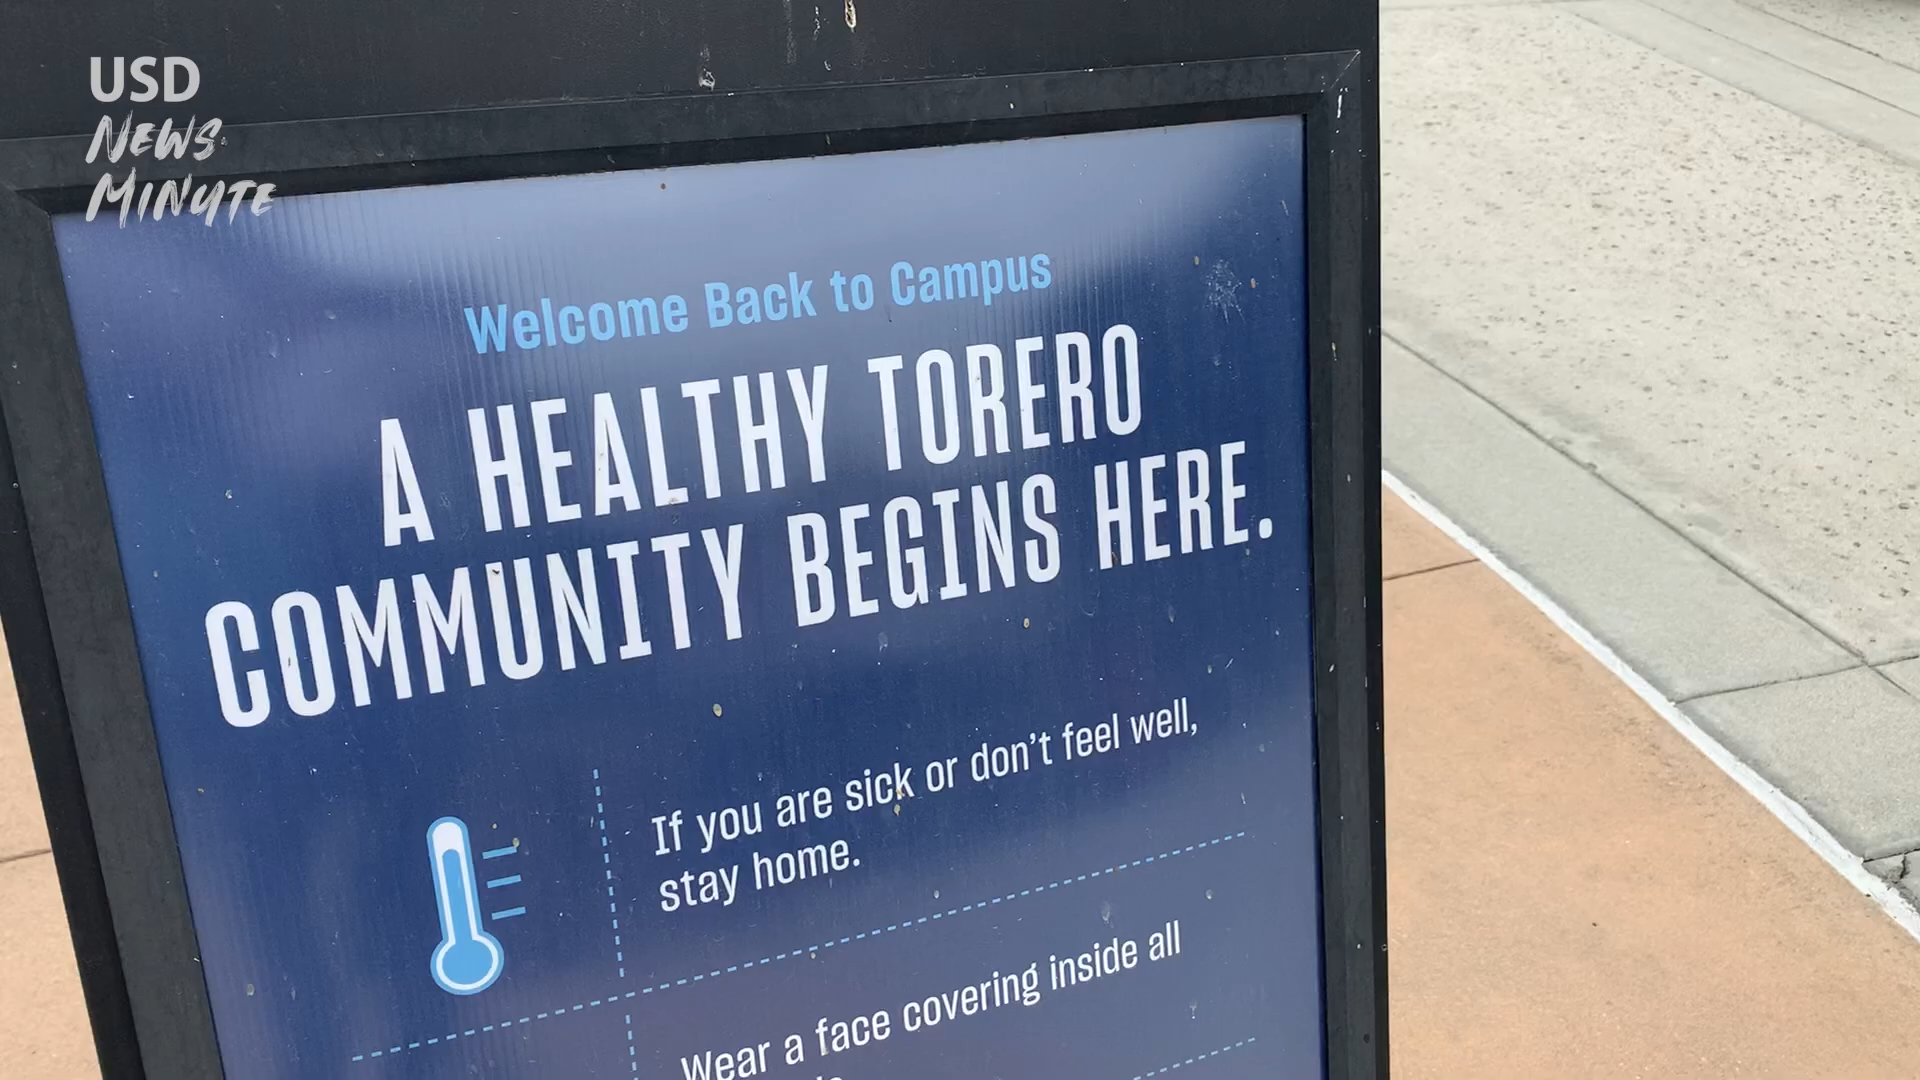 USD
NEWS
MINUTE
Welcome Back to Campus
A HEALTHY TORERO
COMMUNITY BEGINS HERE.
If you are sick or don't feel well,
stay home.
Wear a face covering inside all